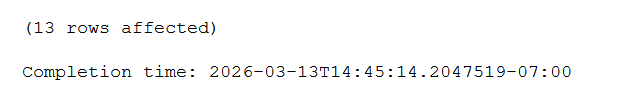 (13 rows affected)
Completion time: 2026-03-13T14:45:14.2047519-07:00